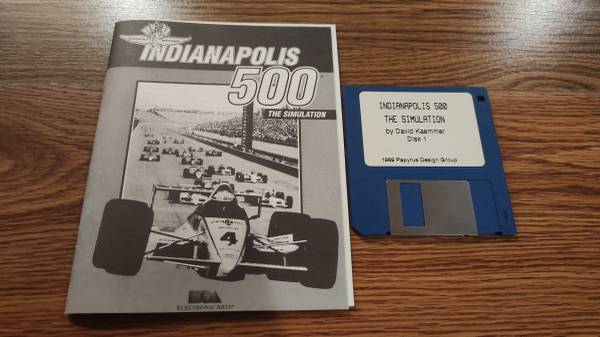 INDIANAPOLIS
500
THE SIMULATION
4
EOA
ELECTRONIC ARTS®
INDIANAPOLIS 500
THE SIMULATION
by David Kaemmer
Disk 1
1989 Papyrus Design Group